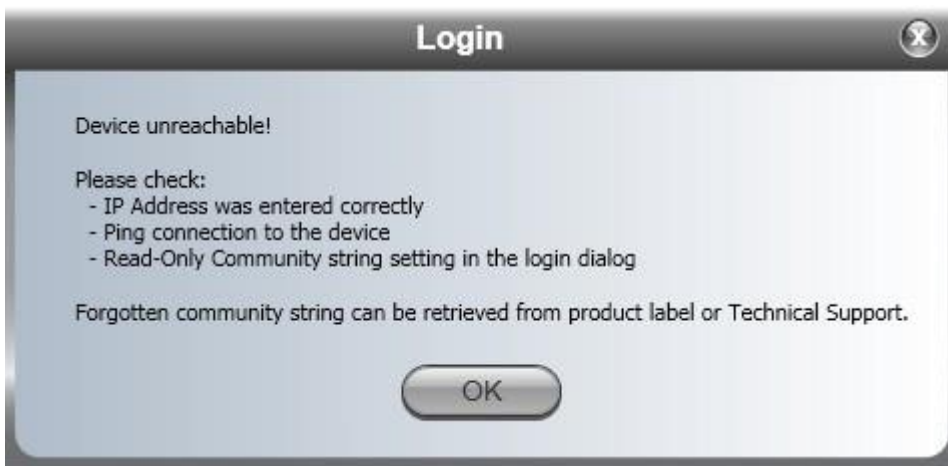 Login
X
Device unreachable!
Please check:
- IP Address was entered correctly
- Ping connection to the device
- Read-Only Community string setting in the login dialog
Forgotten community string can be retrieved from product label or Technical Support.
OK